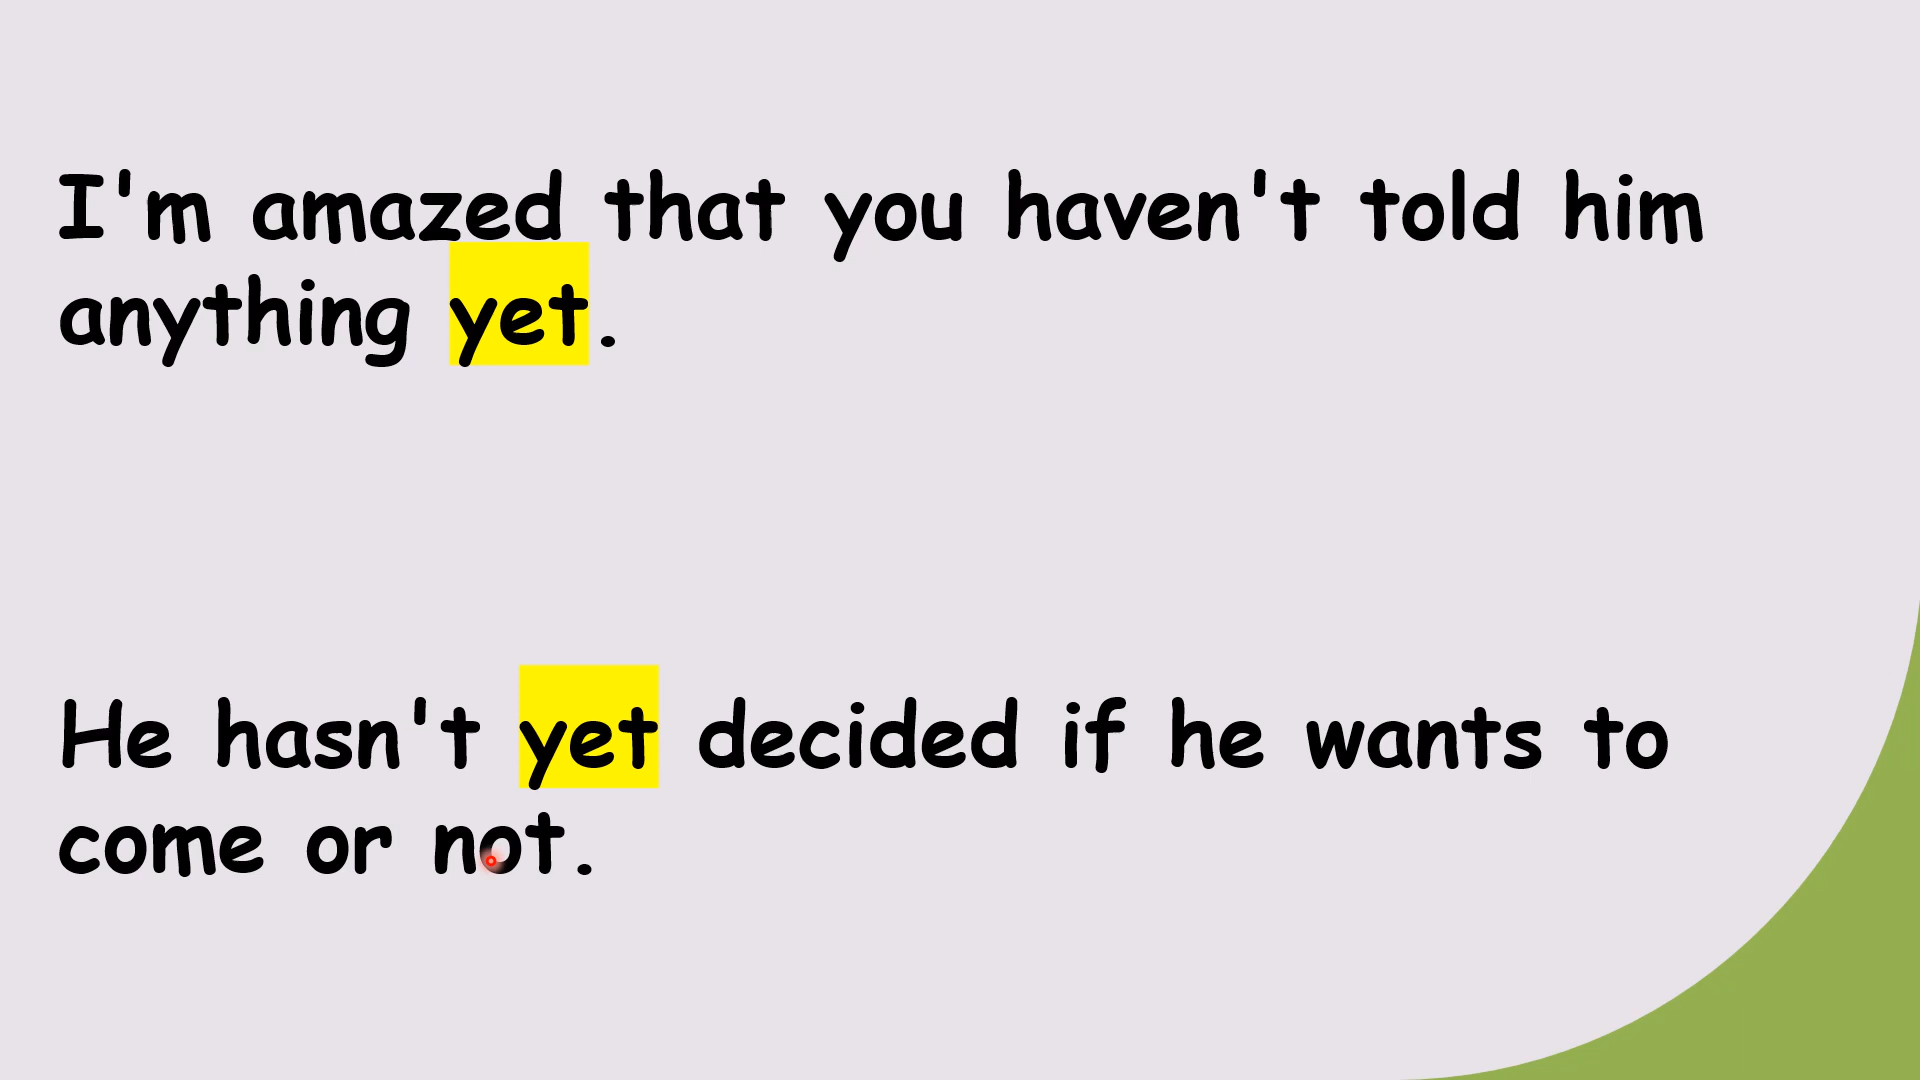 I'm amazed that you haven't told him
anything yet.
He hasn't yet decided if he wants to
come or not.